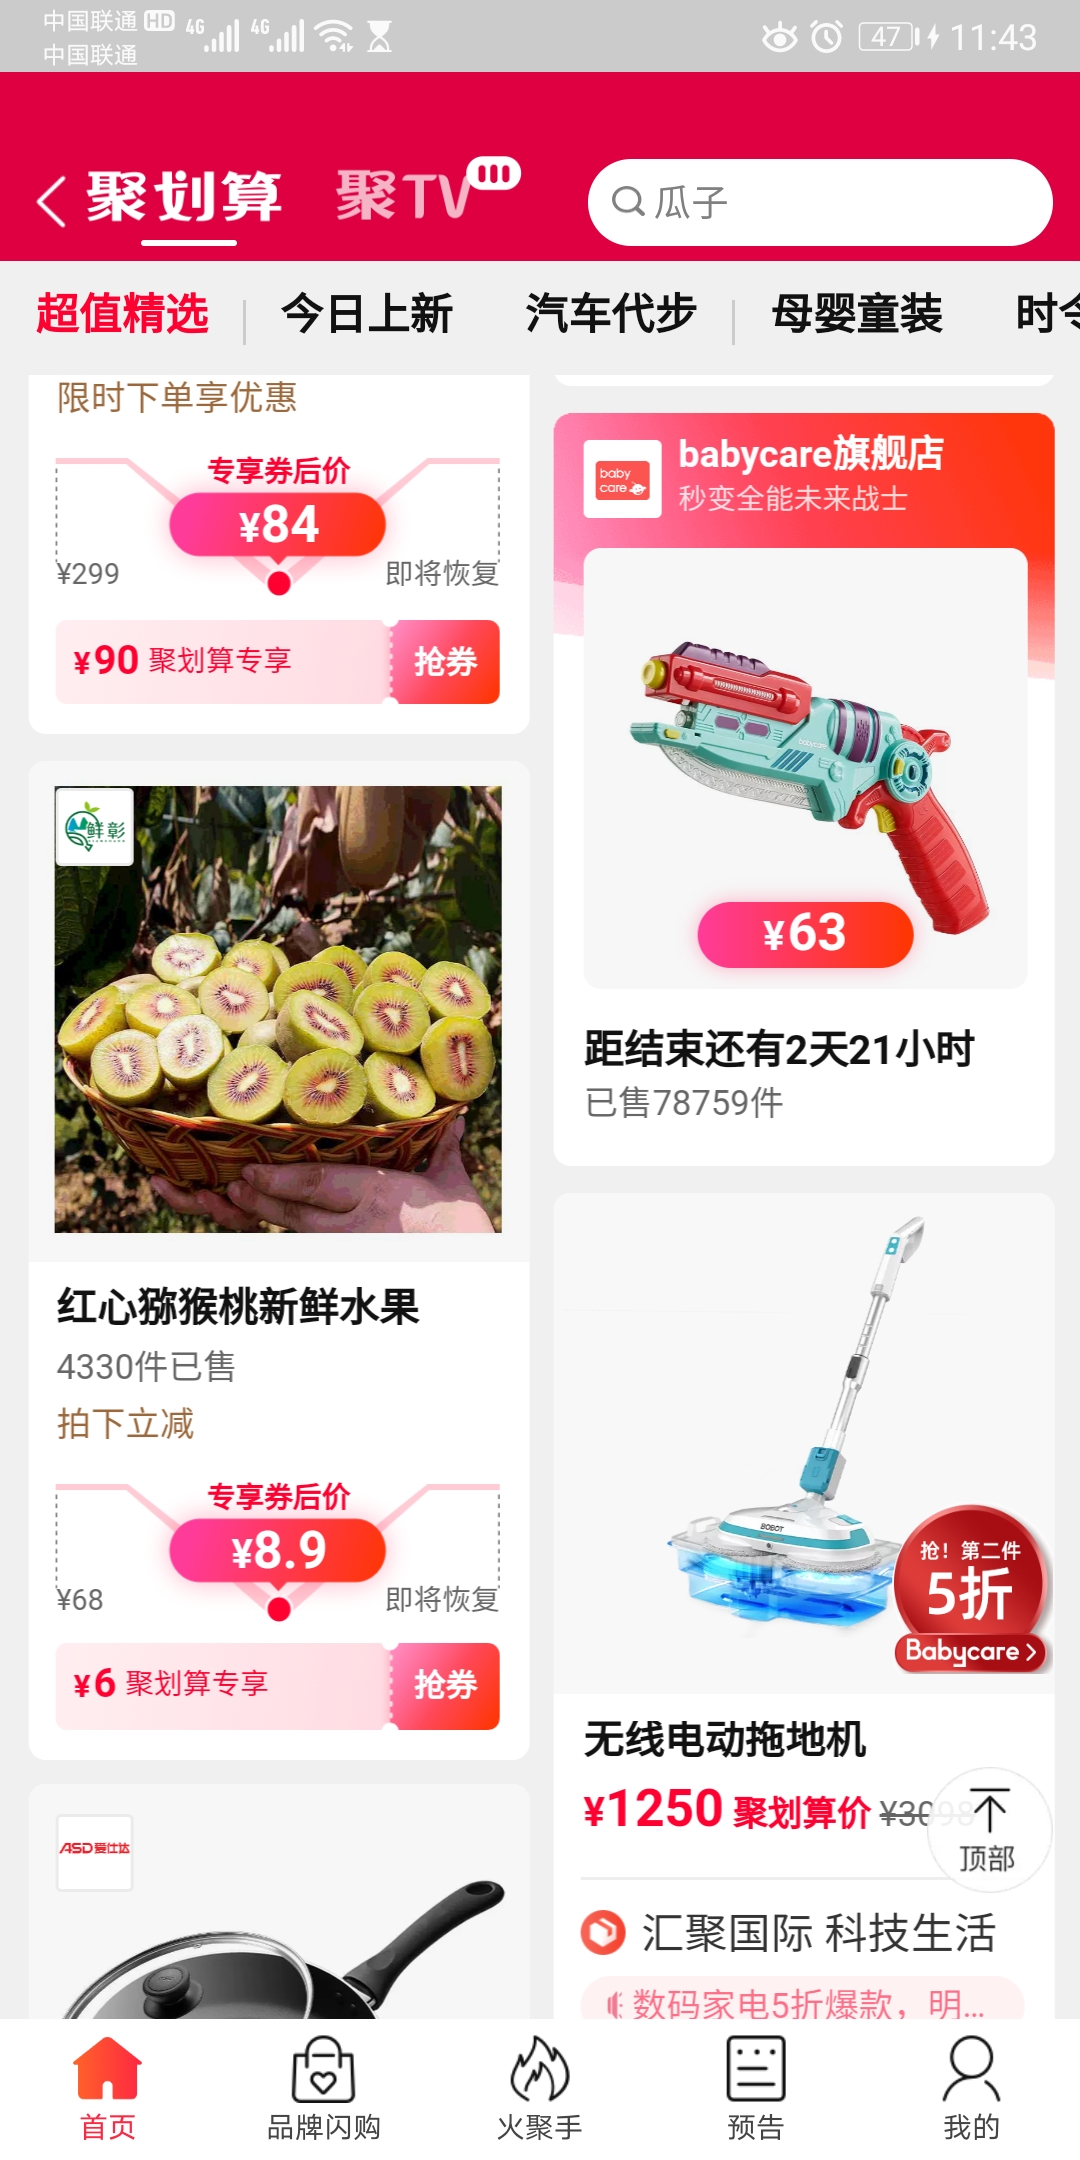 中国联通 HD 4G 4G 47 11:43
中国联通
聚划算 聚TV
瓜子
超值精选 今日上新 汽车代步 母婴童装 时令
限时下单享优惠
专享券后价
¥84
¥299 即将恢复
¥90 聚划算专享 抢券
鲜彰
红心猕猴桃新鲜水果
4330件已售
拍下立减
专享券后价
¥8.9
¥68 即将恢复
¥6 聚划算专享 抢券
ASD爱仕达
baby
care
babycare旗舰店
秒变全能未来战士
babycare
¥63
距结束还有2天21小时
已售78759件
BOBOT
抢！第二件
5折
Babycare
无线电动拖地机
¥1250 聚划算价 ¥3098
顶部
汇聚国际 科技生活
数码家电5折爆款，明...
首页 品牌闪购 火聚手 预告 我的